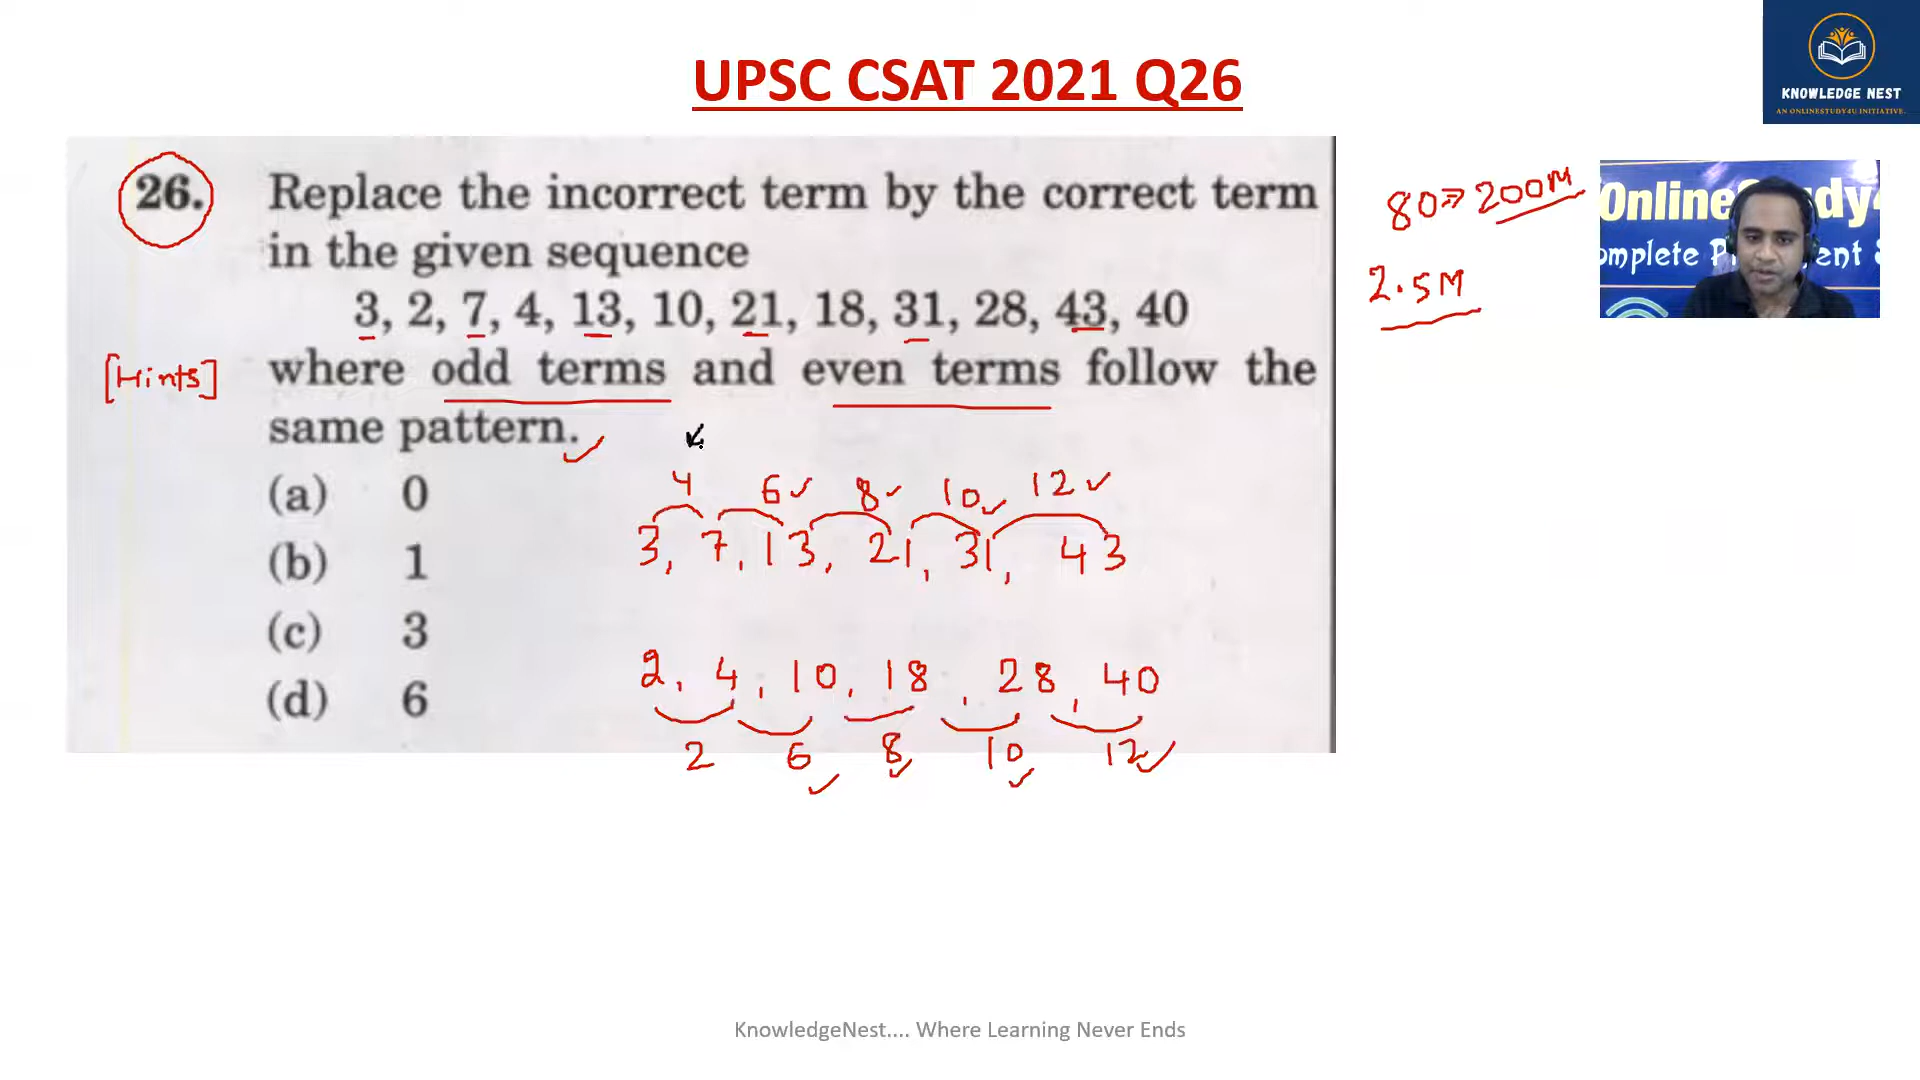 UPSC CSAT 2021 Q26
KNOWLEDGE NEST
AN ONLINESTUDY4U INITIATIVE.
26. Replace the incorrect term by the correct term
in the given sequence
3, 2, 7, 4, 13, 10, 21, 18, 31, 28, 43, 40
[Hints] where odd terms and even terms follow the
same pattern.
(a) 0
(b) 1
(c) 3
(d) 6
80 => 200M
2.5M
4 6 8 10 12
3, 7, 13, 21, 31, 43
2, 4, 10, 18, 28, 40
2 6 8 10 12
KnowledgeNest.... Where Learning Never Ends